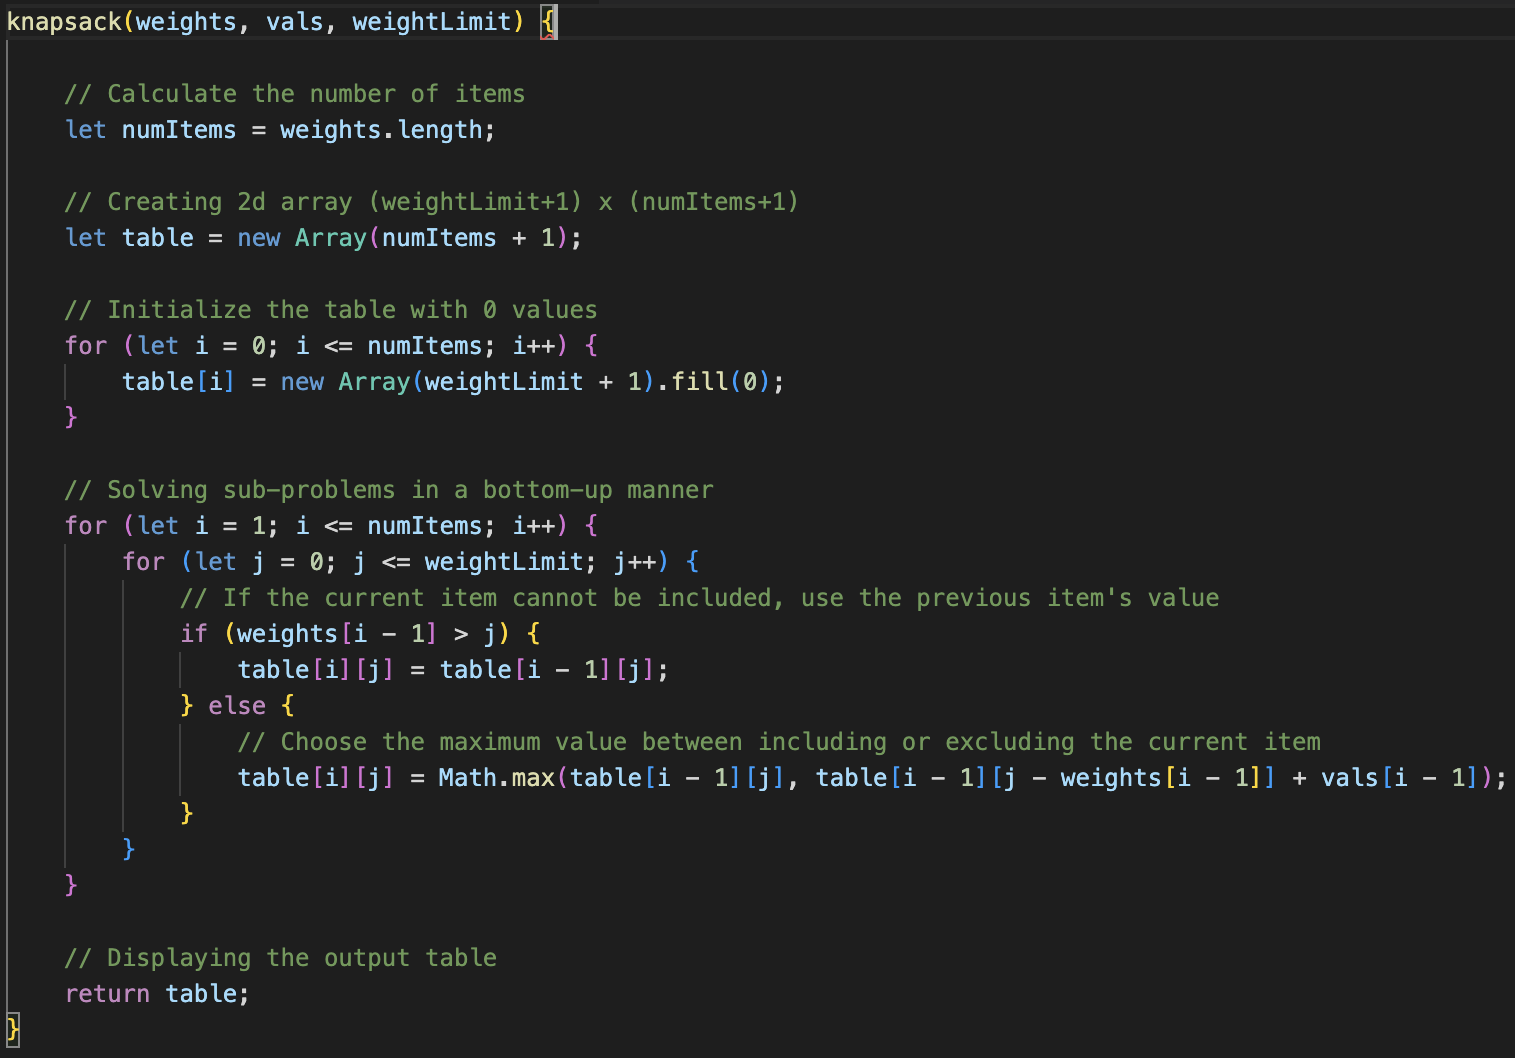 knapsack(weights, vals, weightLimit) {
// Calculate the number of items
let numItems = weights.length;
// Creating 2d array (weightLimit+1) x (numItems+1)
let table = new Array(numItems + 1);
// Initialize the table with 0 values
for (let i = 0; i <= numItems; i++) {
table[i] = new Array(weightLimit + 1).fill(0);
}
// Solving sub-problems in a bottom-up manner
for (let i = 1; i <= numItems; i++) {
for (let j = 0; j <= weightLimit; j++) {
// If the current item cannot be included, use the previous item's value
if (weights[i - 1] > j) {
table[i][j] = table[i - 1][j];
} else {
// Choose the maximum value between including or excluding the current item
table[i][j] = Math.max(table[i - 1][j], table[i - 1][j - weights[i - 1]] + vals[i - 1]);
}
}
}
// Displaying the output table
return table;
}